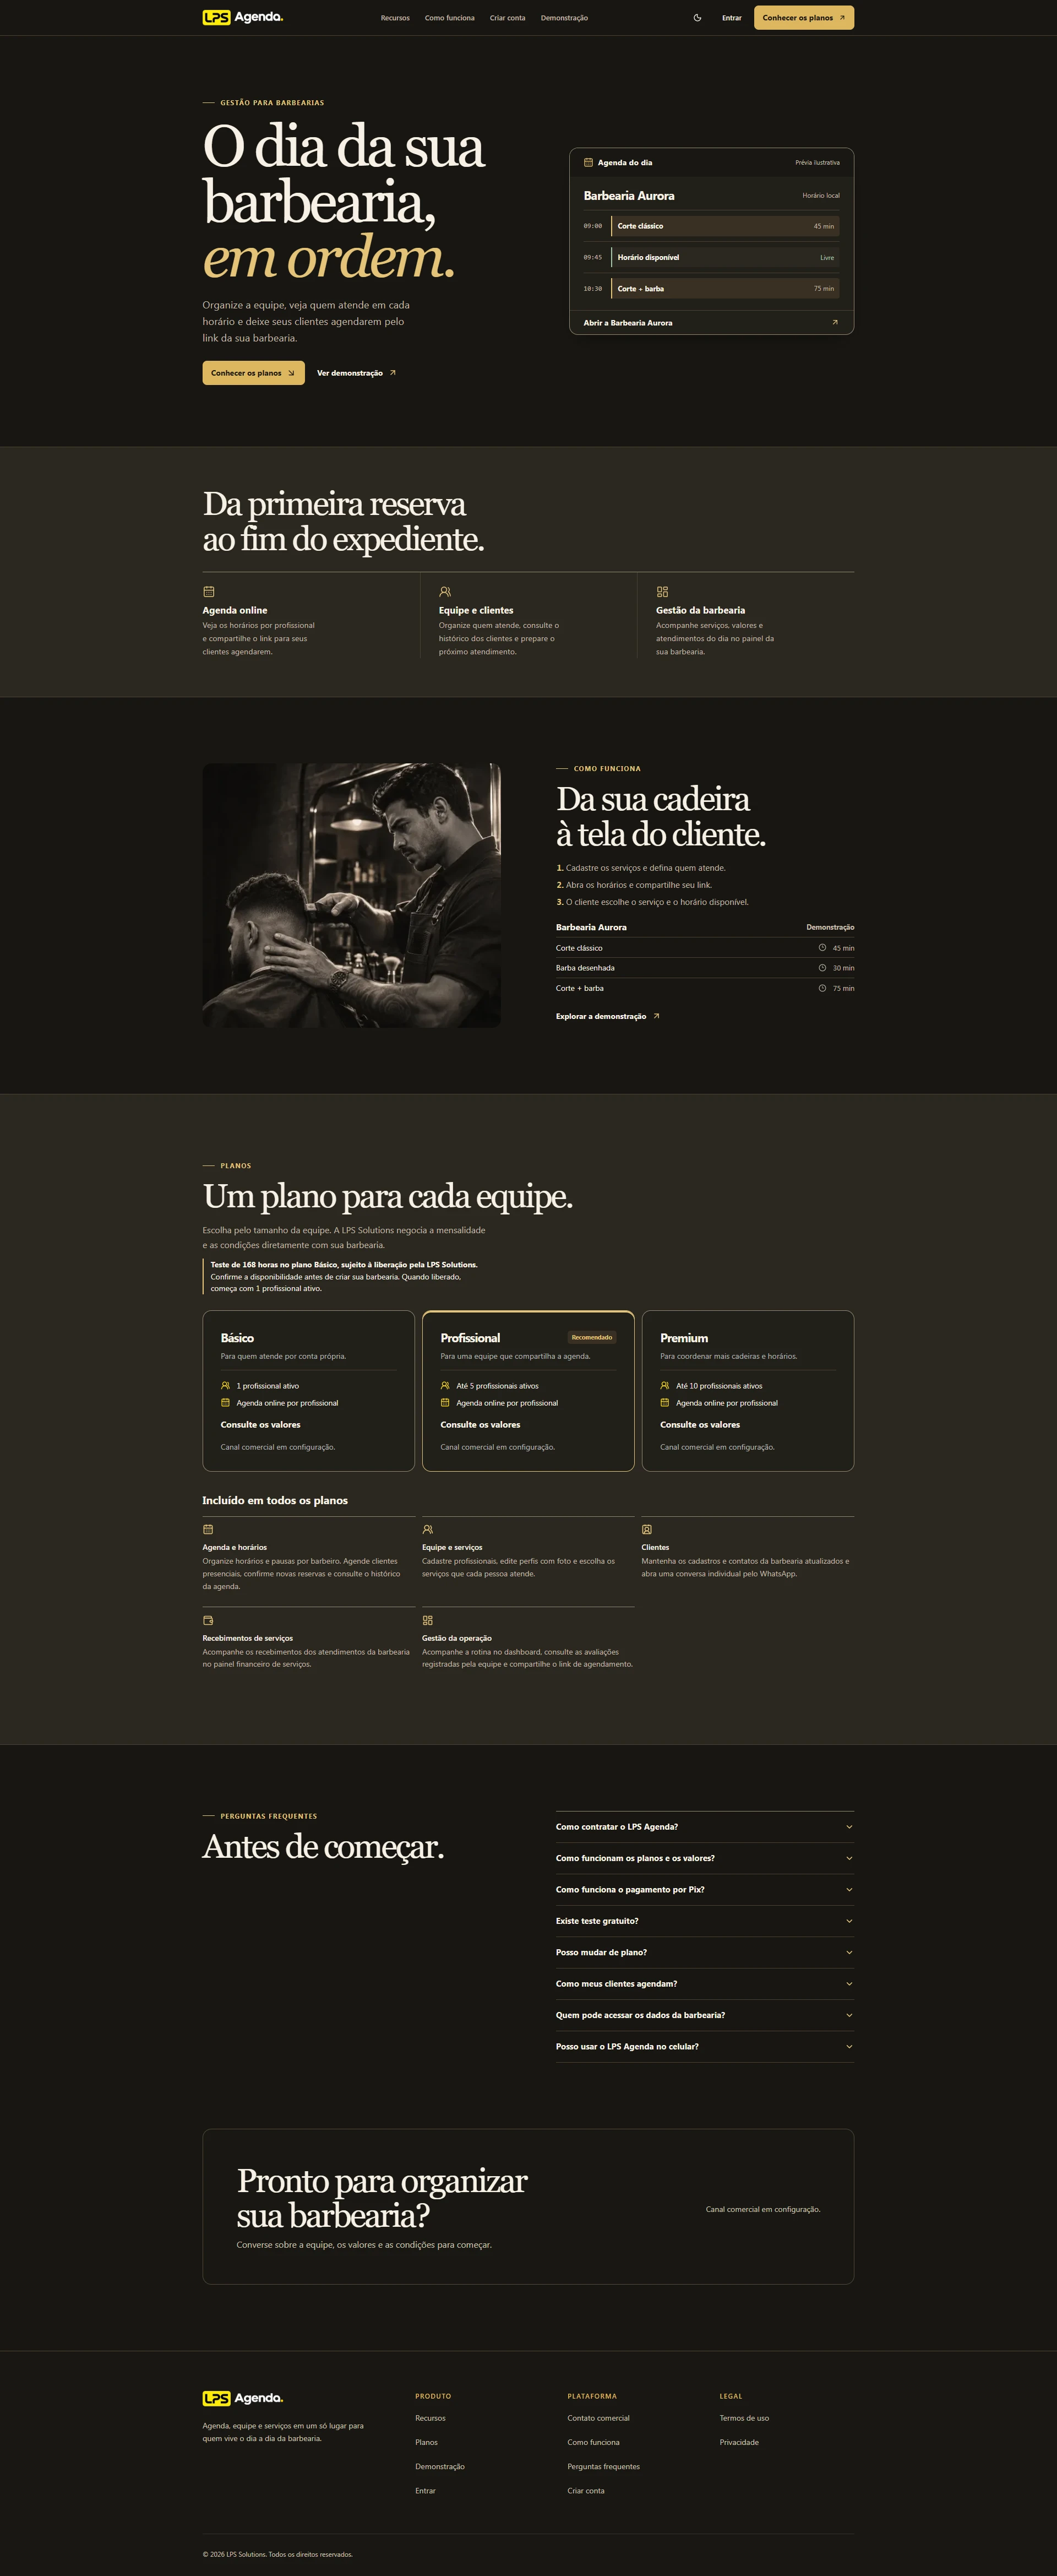 LPS Agenda.
Recursos
Como funciona
Criar conta
Demonstração
Entrar
Conhecer os planos
GESTÃO PARA BARBEARIAS
O dia da sua
barbearia,
em ordem.
Organize a equipe, veja quem atende em cada
horário e deixe seus clientes agendarem pelo
link da sua barbearia.
Conhecer os planos
Ver demonstração
Agenda do dia
Prévia ilustrativa
Barbearia Aurora
Horário local
09:00 Corte clássico 45 min
09:45 Horário disponível Livre
10:30 Corte + barba 75 min
Abrir a Barbearia Aurora
Da primeira reserva
ao fim do expediente.
Agenda online
Veja os horários por profissional
e compartilhe o link para seus
clientes agendarem.
Equipe e clientes
Organize quem atende, consulte o
histórico dos clientes e prepare o
próximo atendimento.
Gestão da barbearia
Acompanhe serviços, valores e
atendimentos do dia no painel da
sua barbearia.
COMO FUNCIONA
Da sua cadeira
à tela do cliente.
1. Cadastre os serviços e defina quem atende.
2. Abra os horários e compartilhe seu link.
3. O cliente escolhe o serviço e o horário disponível.
Barbearia Aurora Demonstração
Corte clássico 45 min
Barba desenhada 30 min
Corte + barba 75 min
Explorar a demonstração
PLANOS
Um plano para cada equipe.
Escolha pelo tamanho da equipe. A LPS Solutions negocia a mensalidade
e as condições diretamente com sua barbearia.
Teste de 168 horas no plano Básico, sujeito à liberação pela LPS Solutions.
Confirme a disponibilidade antes de criar sua barbearia. Quando liberado,
começa com 1 profissional ativo.
Básico
Para quem atende por conta própria.
1 profissional ativo
Agenda online por profissional
Consulte os valores
Canal comercial em configuração.
Profissional
Recomendado
Para uma equipe que compartilha a agenda.
Até 5 profissionais ativos
Agenda online por profissional
Consulte os valores
Canal comercial em configuração.
Premium
Para coordenar mais cadeiras e horários.
Até 10 profissionais ativos
Agenda online por profissional
Consulte os valores
Canal comercial em configuração.
Incluído em todos os planos
Agenda e horários
Organize horários e pausas por barbeiro. Agende clientes
presenciais, confirme novas reservas e consulte o histórico
da agenda.
Equipe e serviços
Cadastre profissionais, edite perfis com foto e escolha os
serviços que cada pessoa atende.
Clientes
Mantenha os cadastros e contatos da barbearia atualizados e
abra uma conversa individual pelo WhatsApp.
Recebimentos de serviços
Acompanhe os recebimentos dos atendimentos da barbearia
no painel financeiro de serviços.
Gestão da operação
Acompanhe a rotina no dashboard, consulte as avaliações
registradas pela equipe e compartilhe o link de agendamento.
PERGUNTAS FREQUENTES
Antes de começar.
Como contratar o LPS Agenda?
Como funcionam os planos e os valores?
Como funciona o pagamento por Pix?
Existe teste gratuito?
Posso mudar de plano?
Como meus clientes agendam?
Quem pode acessar os dados da barbearia?
Posso usar o LPS Agenda no celular?
Pronto para organizar
sua barbearia?
Converse sobre a equipe, os valores e as condições para começar.
Canal comercial em configuração.
LPS Agenda.
Agenda, equipe e serviços em um só lugar para
quem vive o dia a dia da barbearia.
PRODUTO
Recursos
Planos
Demonstração
Entrar
PLATAFORMA
Contato comercial
Como funciona
Perguntas frequentes
Criar conta
LEGAL
Termos de uso
Privacidade
© 2026 LPS Solutions. Todos os direitos reservados.